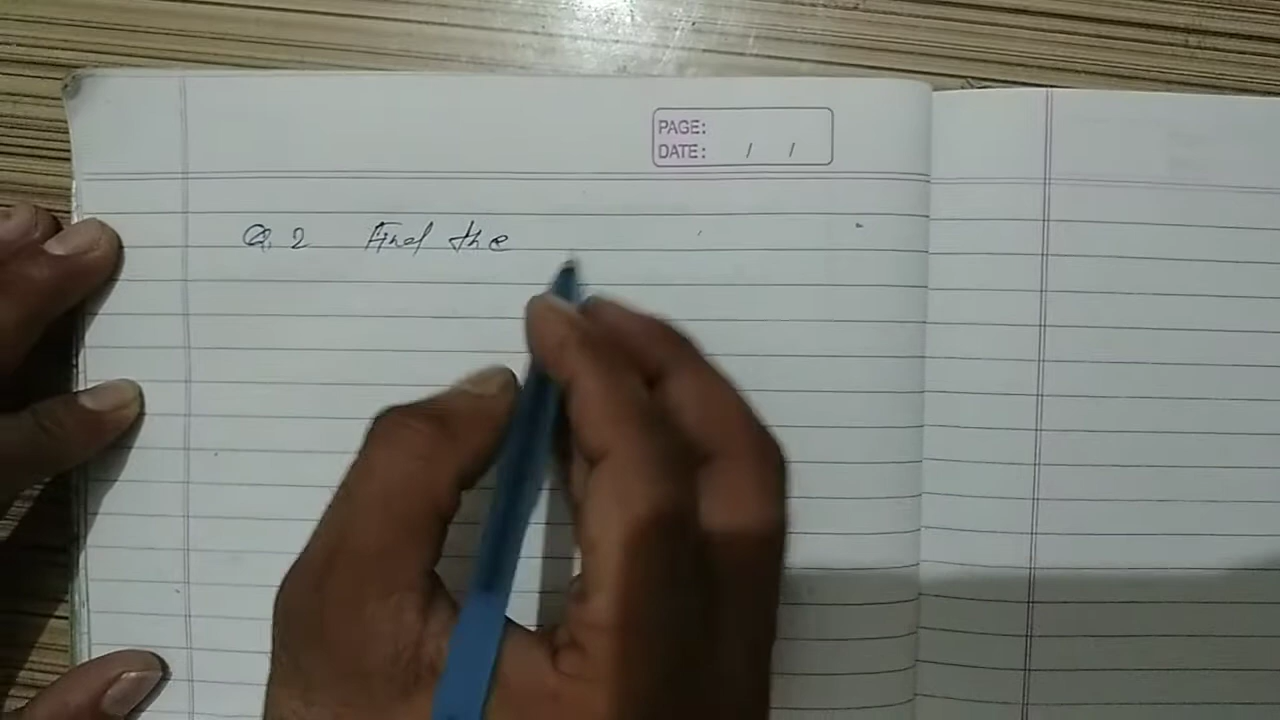 PAGE:
DATE: / /
Q. 2 Find the